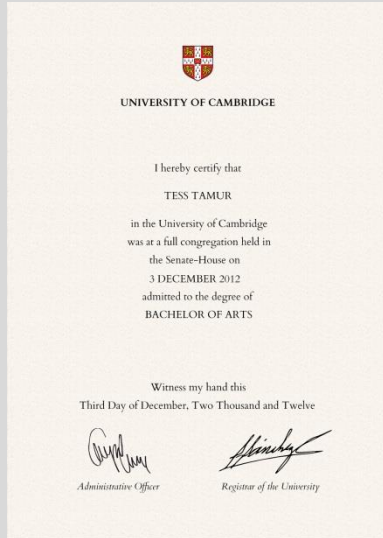 UNIVERSITY OF CAMBRIDGE
I hereby certify that
TESS TAMUR
in the University of Cambridge
was at a full congregation held in
the Senate-House on
3 DECEMBER 2012
admitted to the degree of
BACHELOR OF ARTS
Witness my hand this
Third Day of December, Two Thousand and Twelve
Administrative Officer
Registrar of the University